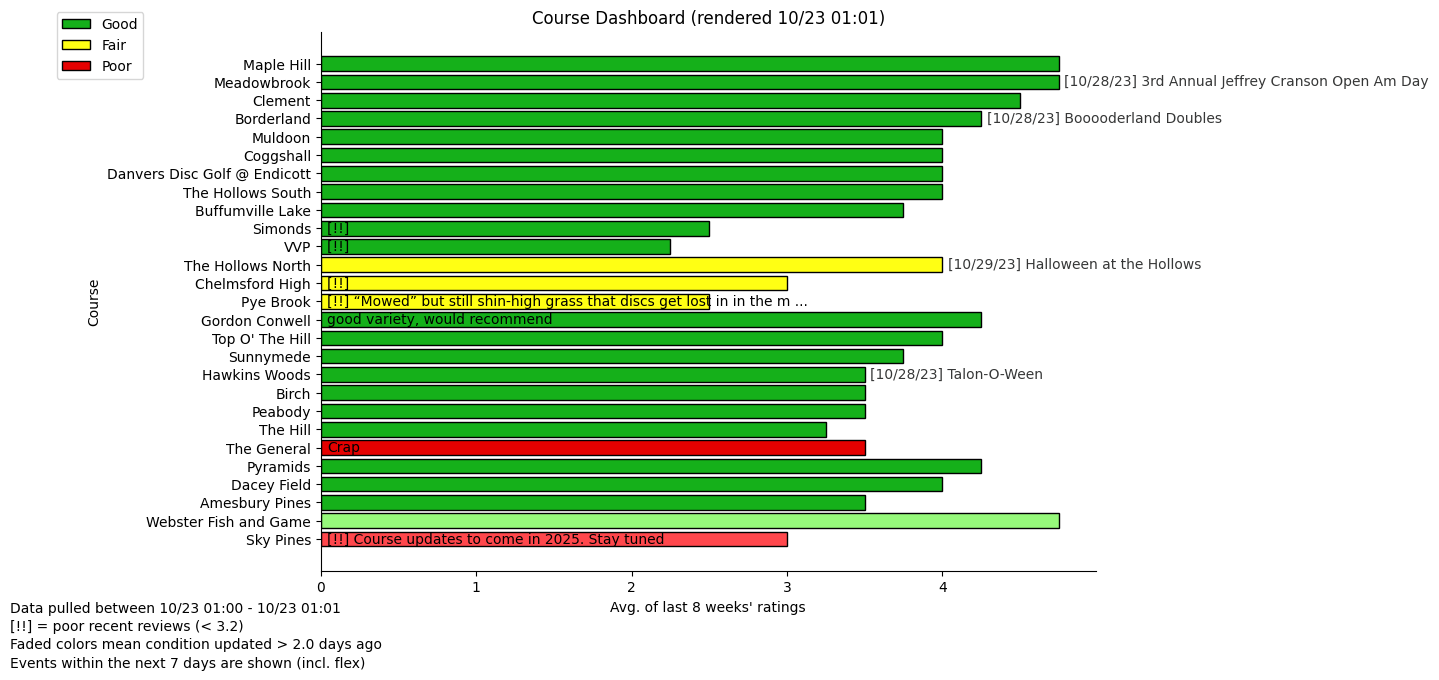 Course Dashboard (rendered 10/23 01:01)
Good
Fair
Poor
Maple Hill
Meadowbrook [10/28/23] 3rd Annual Jeffrey Cranson Open Am Day
Clement
Borderland [10/28/23] Booooderland Doubles
Muldoon
Coggshall
Danvers Disc Golf @ Endicott
The Hollows South
Buffumville Lake
Simonds [!!]
VVP [!!]
The Hollows North [10/29/23] Halloween at the Hollows
Chelmsford High [!!]
Pye Brook [!!] “Mowed” but still shin-high grass that discs get lost in in the m ...
Gordon Conwell good variety, would recommend
Top O' The Hill
Sunnymede
Hawkins Woods [10/28/23] Talon-O-Ween
Birch
Peabody
The Hill
The General Crap
Pyramids
Dacey Field
Amesbury Pines
Webster Fish and Game
Sky Pines [!!] Course updates to come in 2025. Stay tuned
Course
0 1 2 3 4
Avg. of last 8 weeks' ratings
Data pulled between 10/23 01:00 - 10/23 01:01
[!!] = poor recent reviews (< 3.2)
Faded colors mean condition updated > 2.0 days ago
Events within the next 7 days are shown (incl. flex)